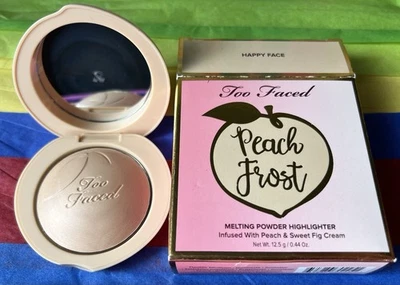 HAPPY FACE
Too Faced
Peach
Frost
MELTING POWDER HIGHLIGHTER
Infused With Peach & Sweet Fig Cream
Net Wt. 12.5 g / 0.44 Oz.
Too
Faced